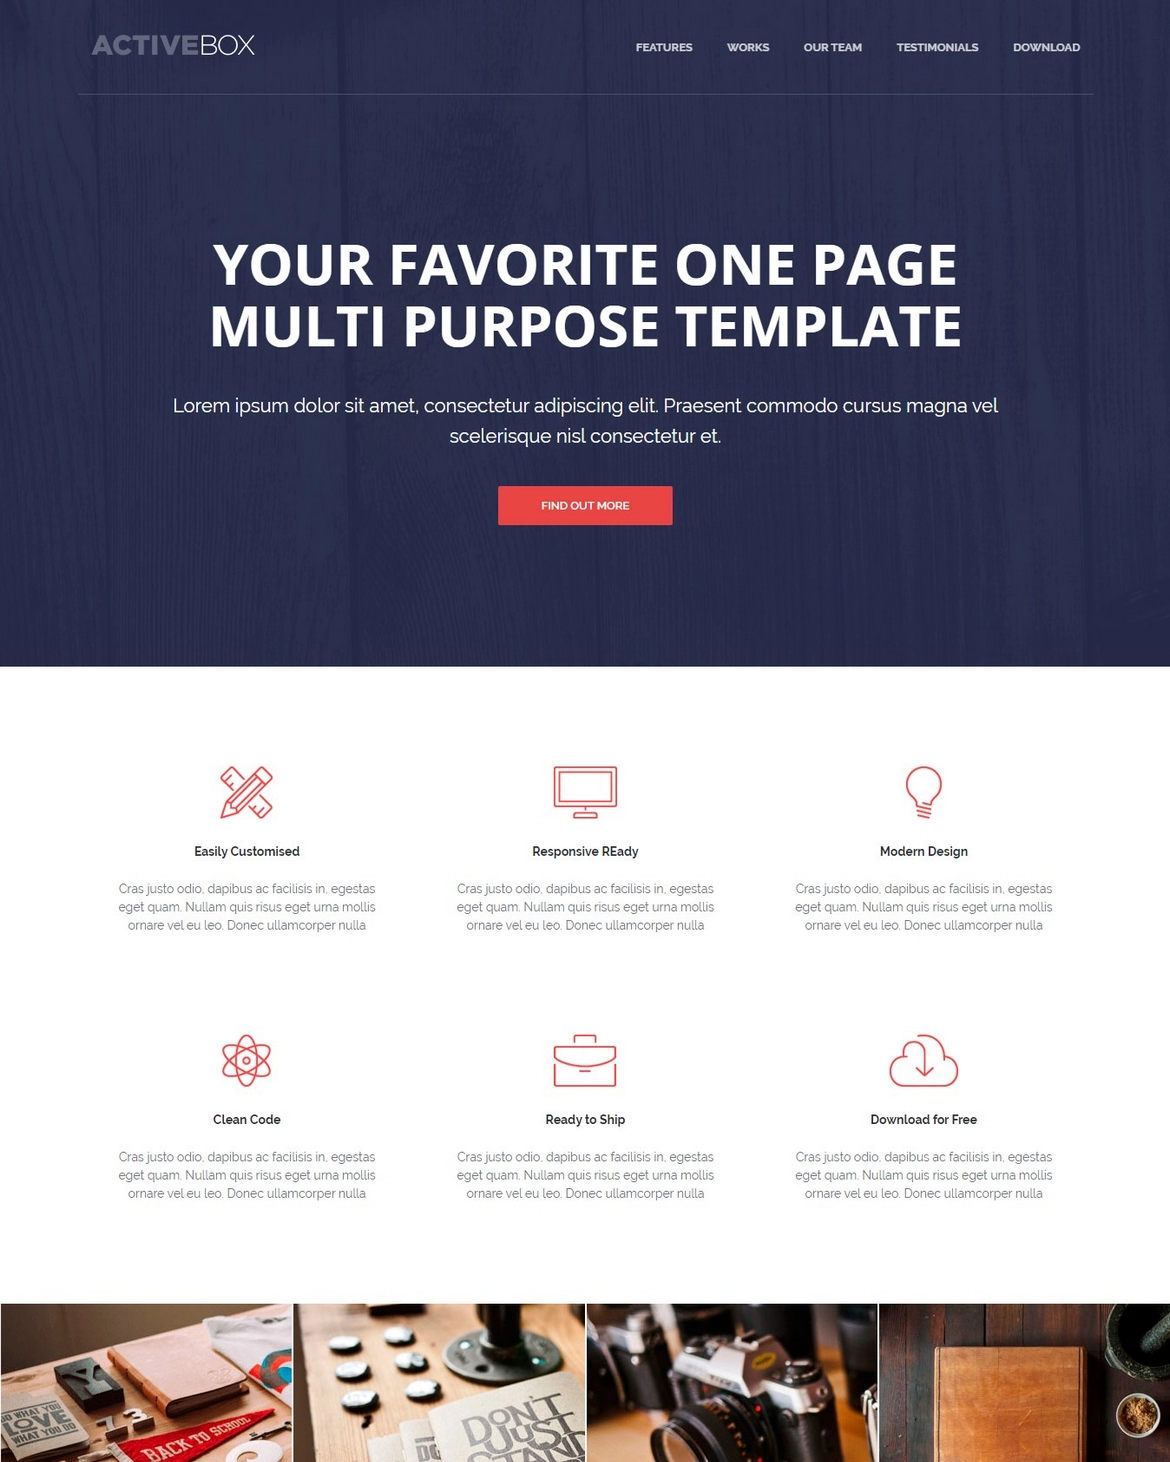 ACTIVEBOX
FEATURES WORKS OUR TEAM TESTIMONIALS DOWNLOAD
YOUR FAVORITE ONE PAGE
MULTI PURPOSE TEMPLATE
Lorem ipsum dolor sit amet, consectetur adipiscing elit. Praesent commodo cursus magna vel
scelerisque nisl consectetur et.
FIND OUT MORE
Easily Customised
Cras justo odio, dapibus ac facilisis in, egestas
eget quam. Nullam quis risus eget urna mollis
ornare vel eu leo. Donec ullamcorper nulla
Responsive REady
Cras justo odio, dapibus ac facilisis in, egestas
eget quam. Nullam quis risus eget urna mollis
ornare vel eu leo. Donec ullamcorper nulla
Modern Design
Cras justo odio, dapibus ac facilisis in, egestas
eget quam. Nullam quis risus eget urna mollis
ornare vel eu leo. Donec ullamcorper nulla
Clean Code
Cras justo odio, dapibus ac facilisis in, egestas
eget quam. Nullam quis risus eget urna mollis
ornare vel eu leo. Donec ullamcorper nulla
Ready to Ship
Cras justo odio, dapibus ac facilisis in, egestas
eget quam. Nullam quis risus eget urna mollis
ornare vel eu leo. Donec ullamcorper nulla
Download for Free
Cras justo odio, dapibus ac facilisis in, egestas
eget quam. Nullam quis risus eget urna mollis
ornare vel eu leo. Donec ullamcorper nulla
Y
DO WHAT YOU
LOVE
WHAT YOU DO
7 3
BACK TO SCHOOL
DON'T
JUST
STAND